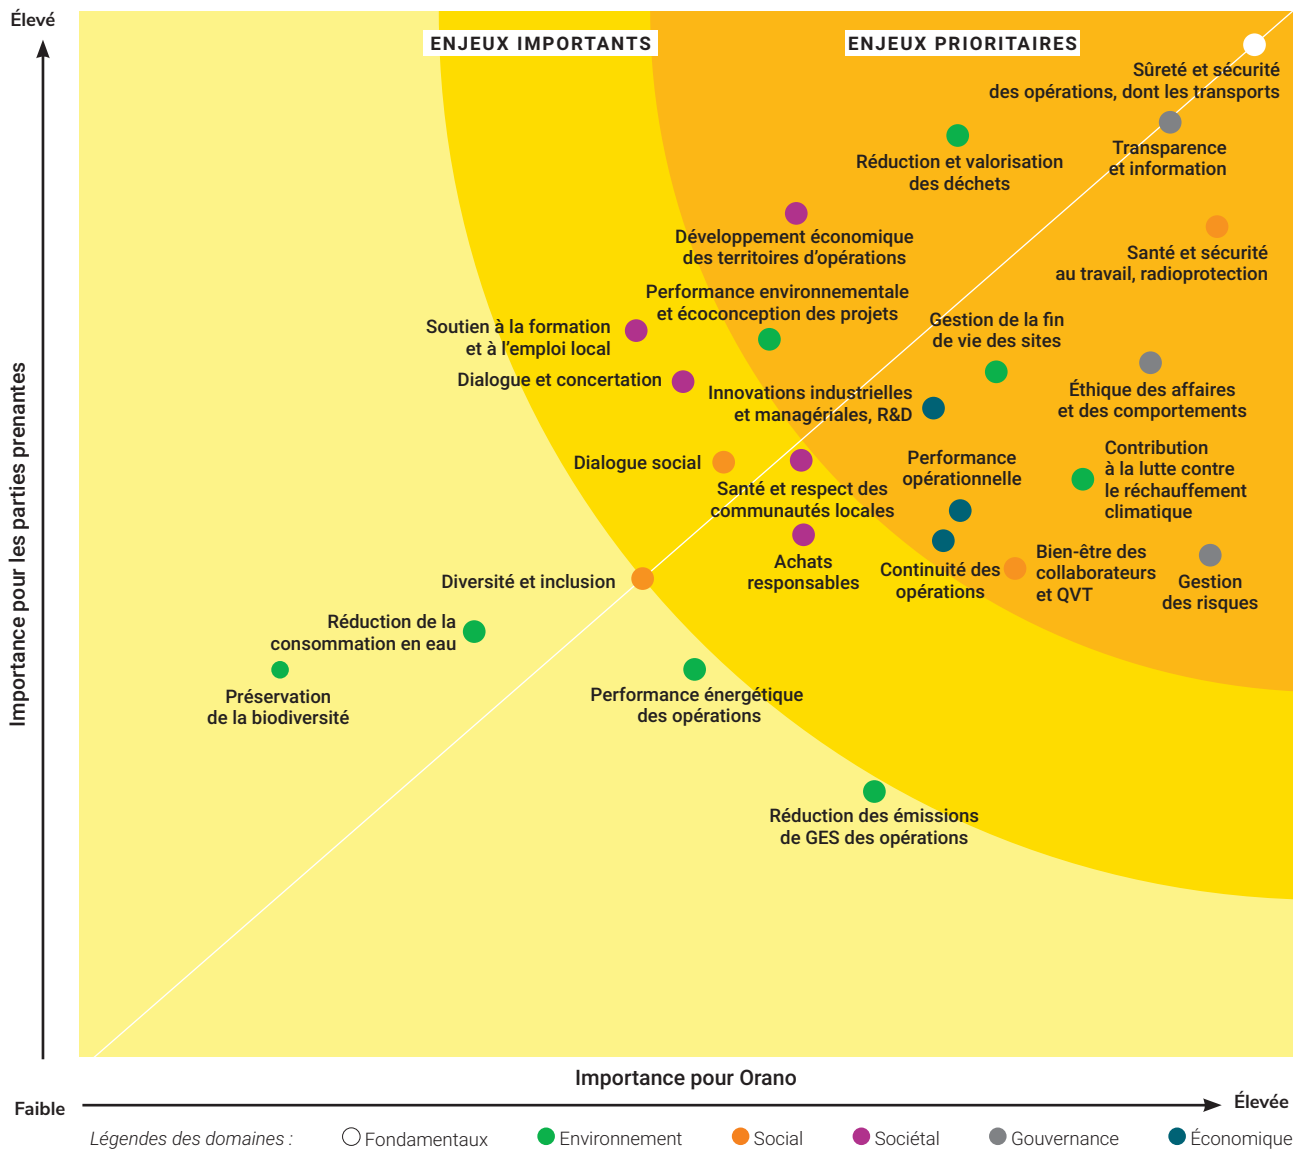 Élevé
ENJEUX IMPORTANTS
ENJEUX PRIORITAIRES
Sûreté et sécurité
des opérations, dont les transports
Transparence
et information
Réduction et valorisation
des déchets
Développement économique
des territoires d’opérations
Santé et sécurité
au travail, radioprotection
Performance environnementale
et écoconception des projets
Gestion de la fin
de vie des sites
Soutien à la formation
et à l’emploi local
Dialogue et concertation
Innovations industrielles
et managériales, R&D
Éthique des affaires
et des comportements
Dialogue social
Santé et respect des
communautés locales
Performance
opérationnelle
Contribution
à la lutte contre
le réchauffement
climatique
Achats
responsables
Continuité des
opérations
Bien-être des
collaborateurs
et QVT
Gestion
des risques
Diversité et inclusion
Réduction de la
consommation en eau
Préservation
de la biodiversité
Performance énergétique
des opérations
Réduction des émissions
de GES des opérations
Importance pour les parties prenantes
Importance pour Orano
Faible
Élevée
Légendes des domaines :
Fondamentaux
Environnement
Social
Sociétal
Gouvernance
Économique